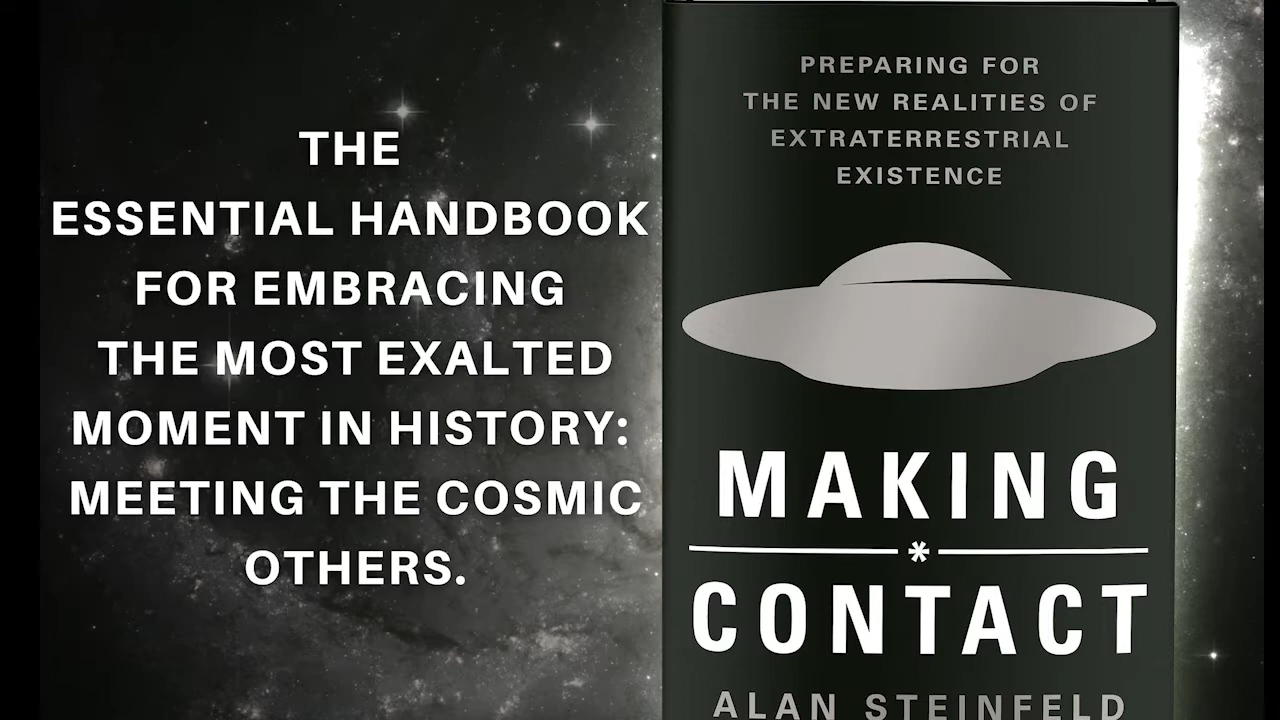 THE
ESSENTIAL HANDBOOK
FOR EMBRACING
THE MOST EXALTED
MOMENT IN HISTORY:
MEETING THE COSMIC
OTHERS.
PREPARING FOR
THE NEW REALITIES OF
EXTRATERRESTRIAL
EXISTENCE
MAKING
*
CONTACT
ALAN STEINFELD